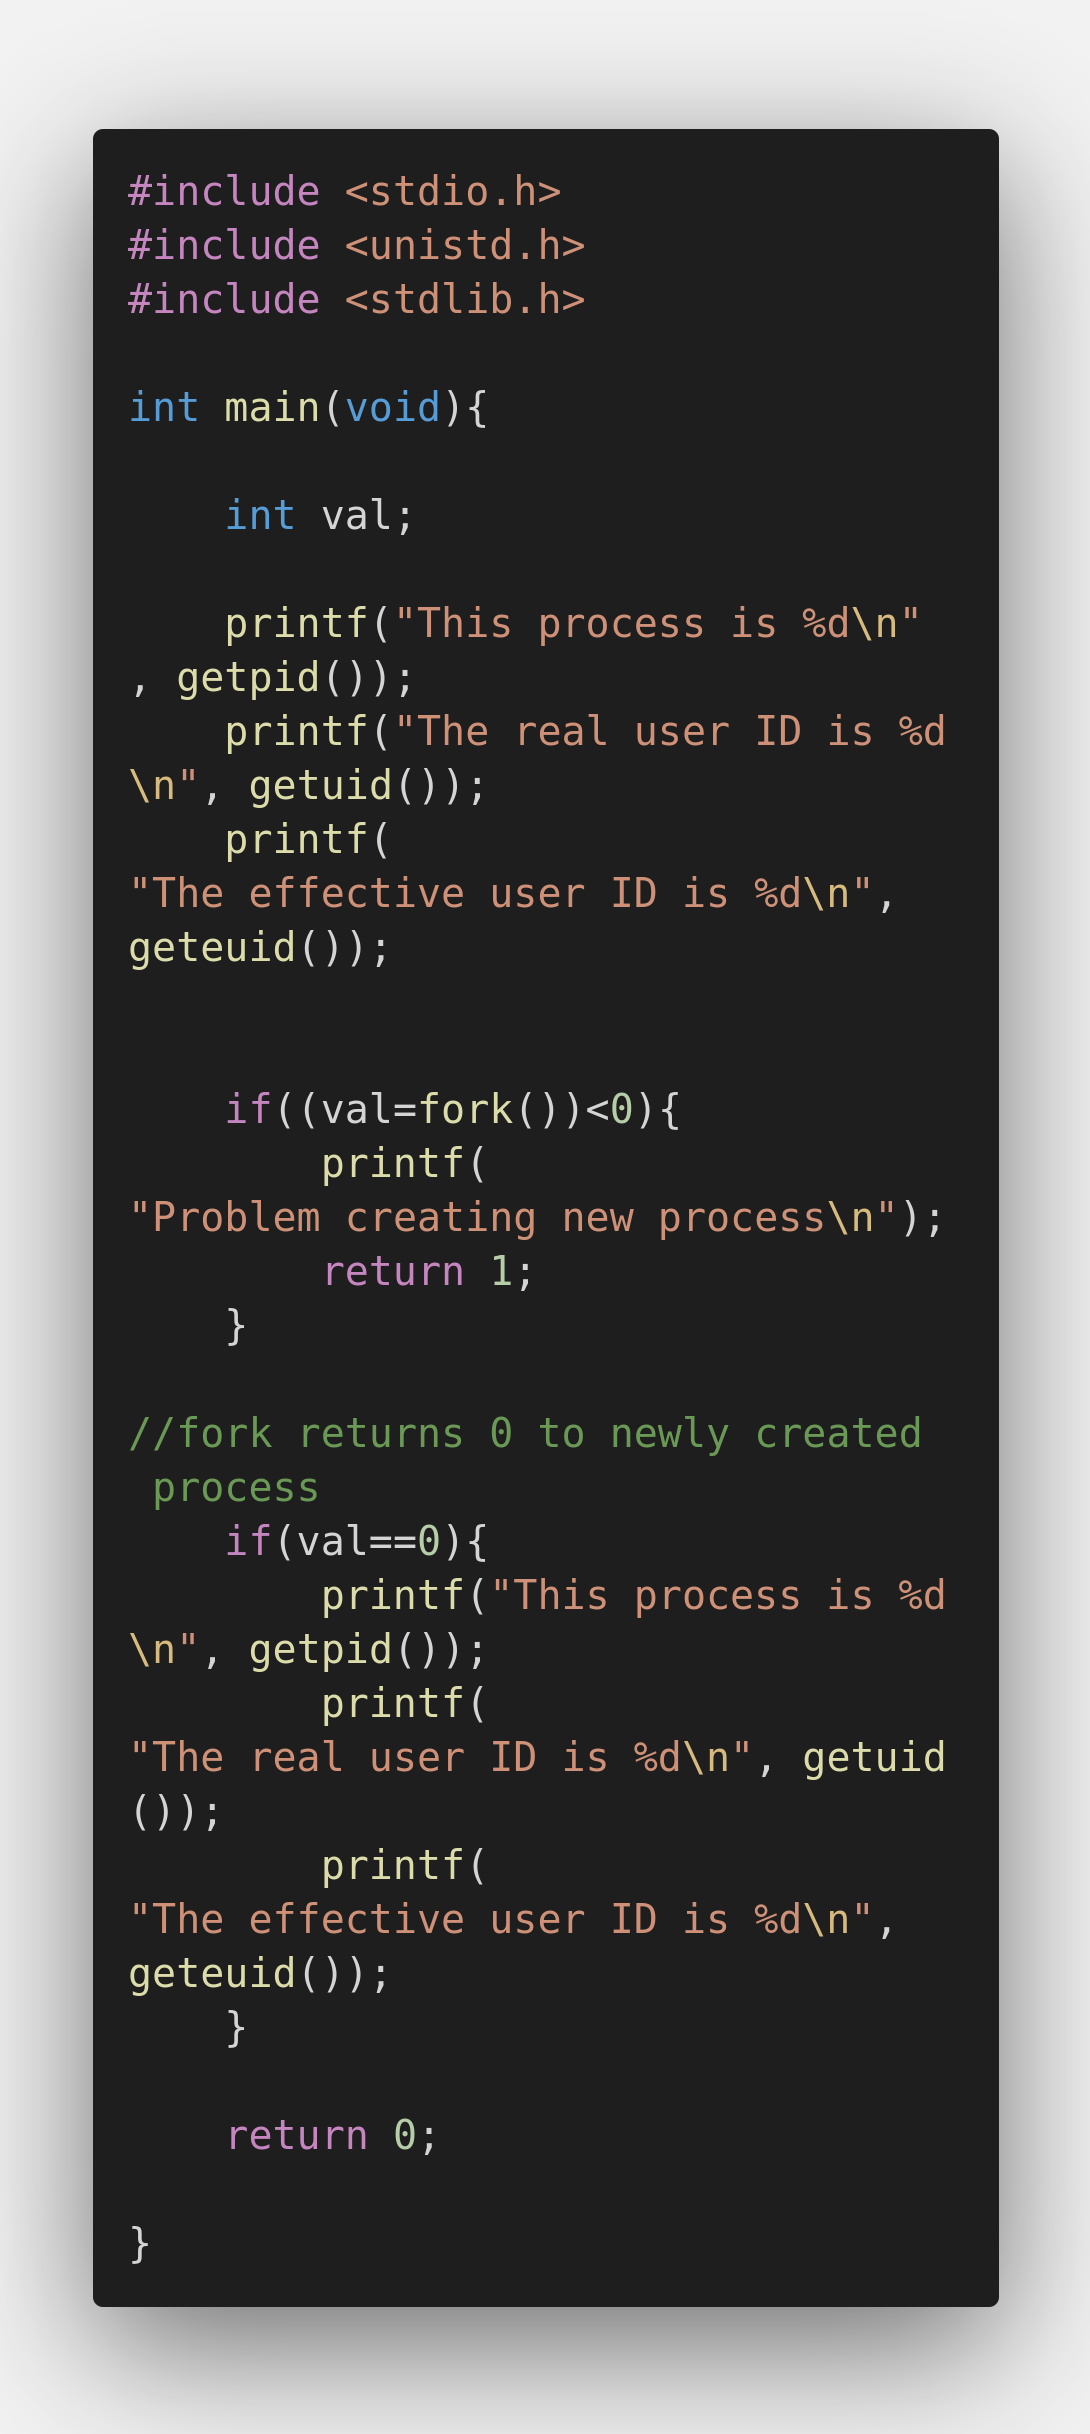 #include <stdio.h>
#include <unistd.h>
#include <stdlib.h>

int main(void){

    int val;

    printf("This process is %d\n"
, getpid());
    printf("The real user ID is %d
\n", getuid());
    printf(
"The effective user ID is %d\n",
geteuid());


    if((val=fork())<0){
        printf(
"Problem creating new process\n");
        return 1;
    }

//fork returns 0 to newly created
 process
    if(val==0){
        printf("This process is %d
\n", getpid());
        printf(
"The real user ID is %d\n", getuid
());
        printf(
"The effective user ID is %d\n",
geteuid());
    }

    return 0;

}